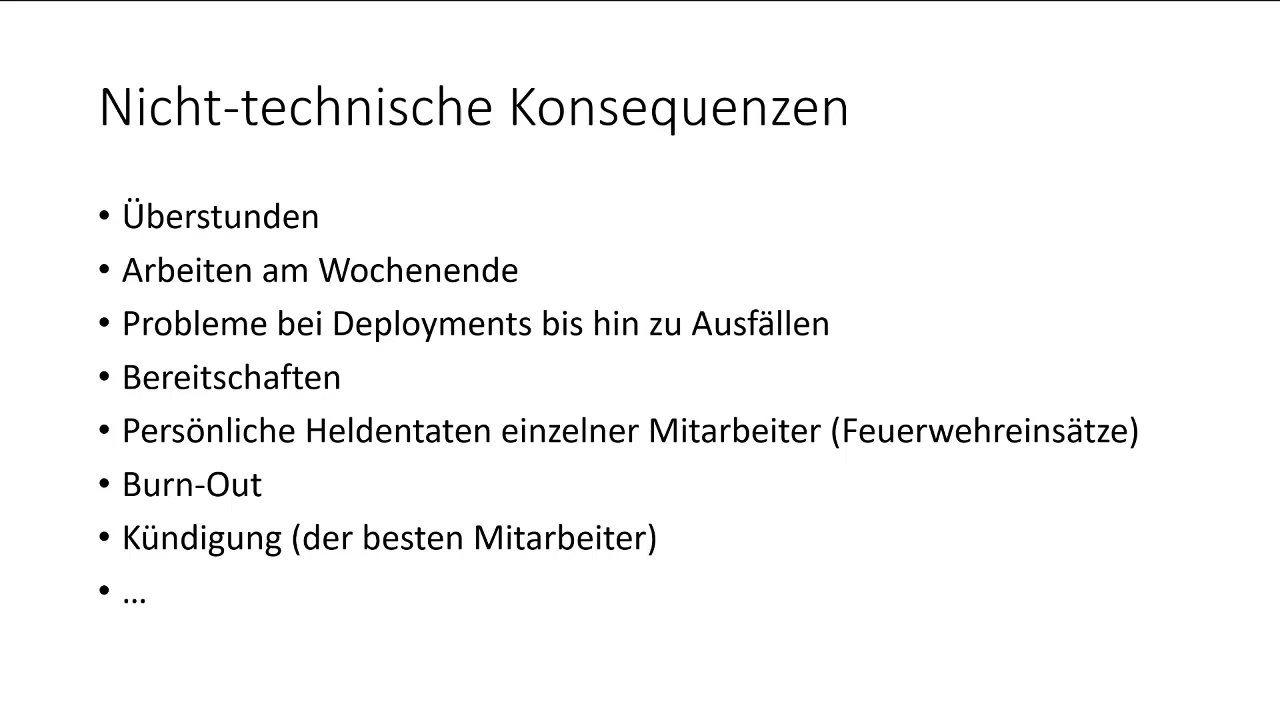 Nicht-technische Konsequenzen
• Überstunden
• Arbeiten am Wochenende
• Probleme bei Deployments bis hin zu Ausfällen
• Bereitschaften
• Persönliche Heldentaten einzelner Mitarbeiter (Feuerwehreinsätze)
• Burn-Out
• Kündigung (der besten Mitarbeiter)
• ...